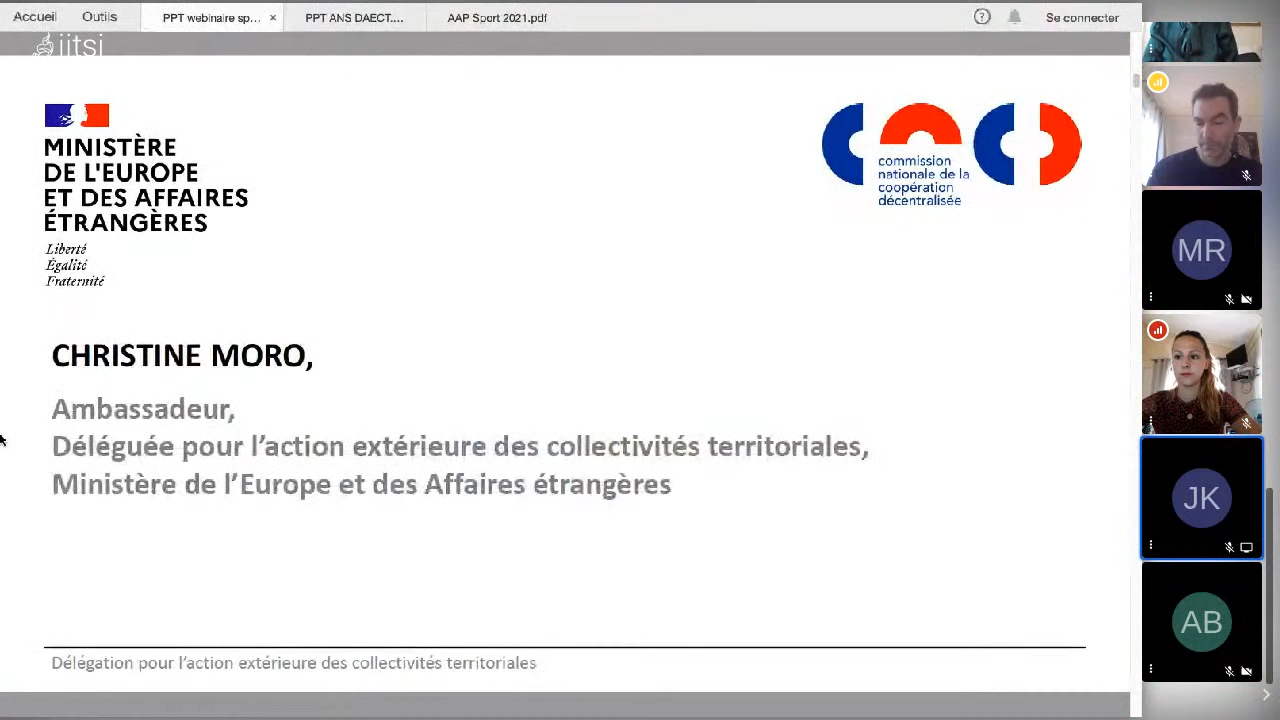 Accueil
Outils
PPT webinaire sp...
×
PPT ANS DAECT....
AAP Sport 2021.pdf
?
Se connecter
jitsi
MINISTÈRE
DE L'EUROPE
ET DES AFFAIRES
ÉTRANGÈRES
Liberté
Égalité
Fraternité
commission
nationale de la
coopération
décentralisée
CHRISTINE MORO,
Ambassadeur,
Déléguée pour l’action extérieure des collectivités territoriales,
Ministère de l’Europe et des Affaires étrangères
Délégation pour l’action extérieure des collectivités territoriales
MR
JK
AB